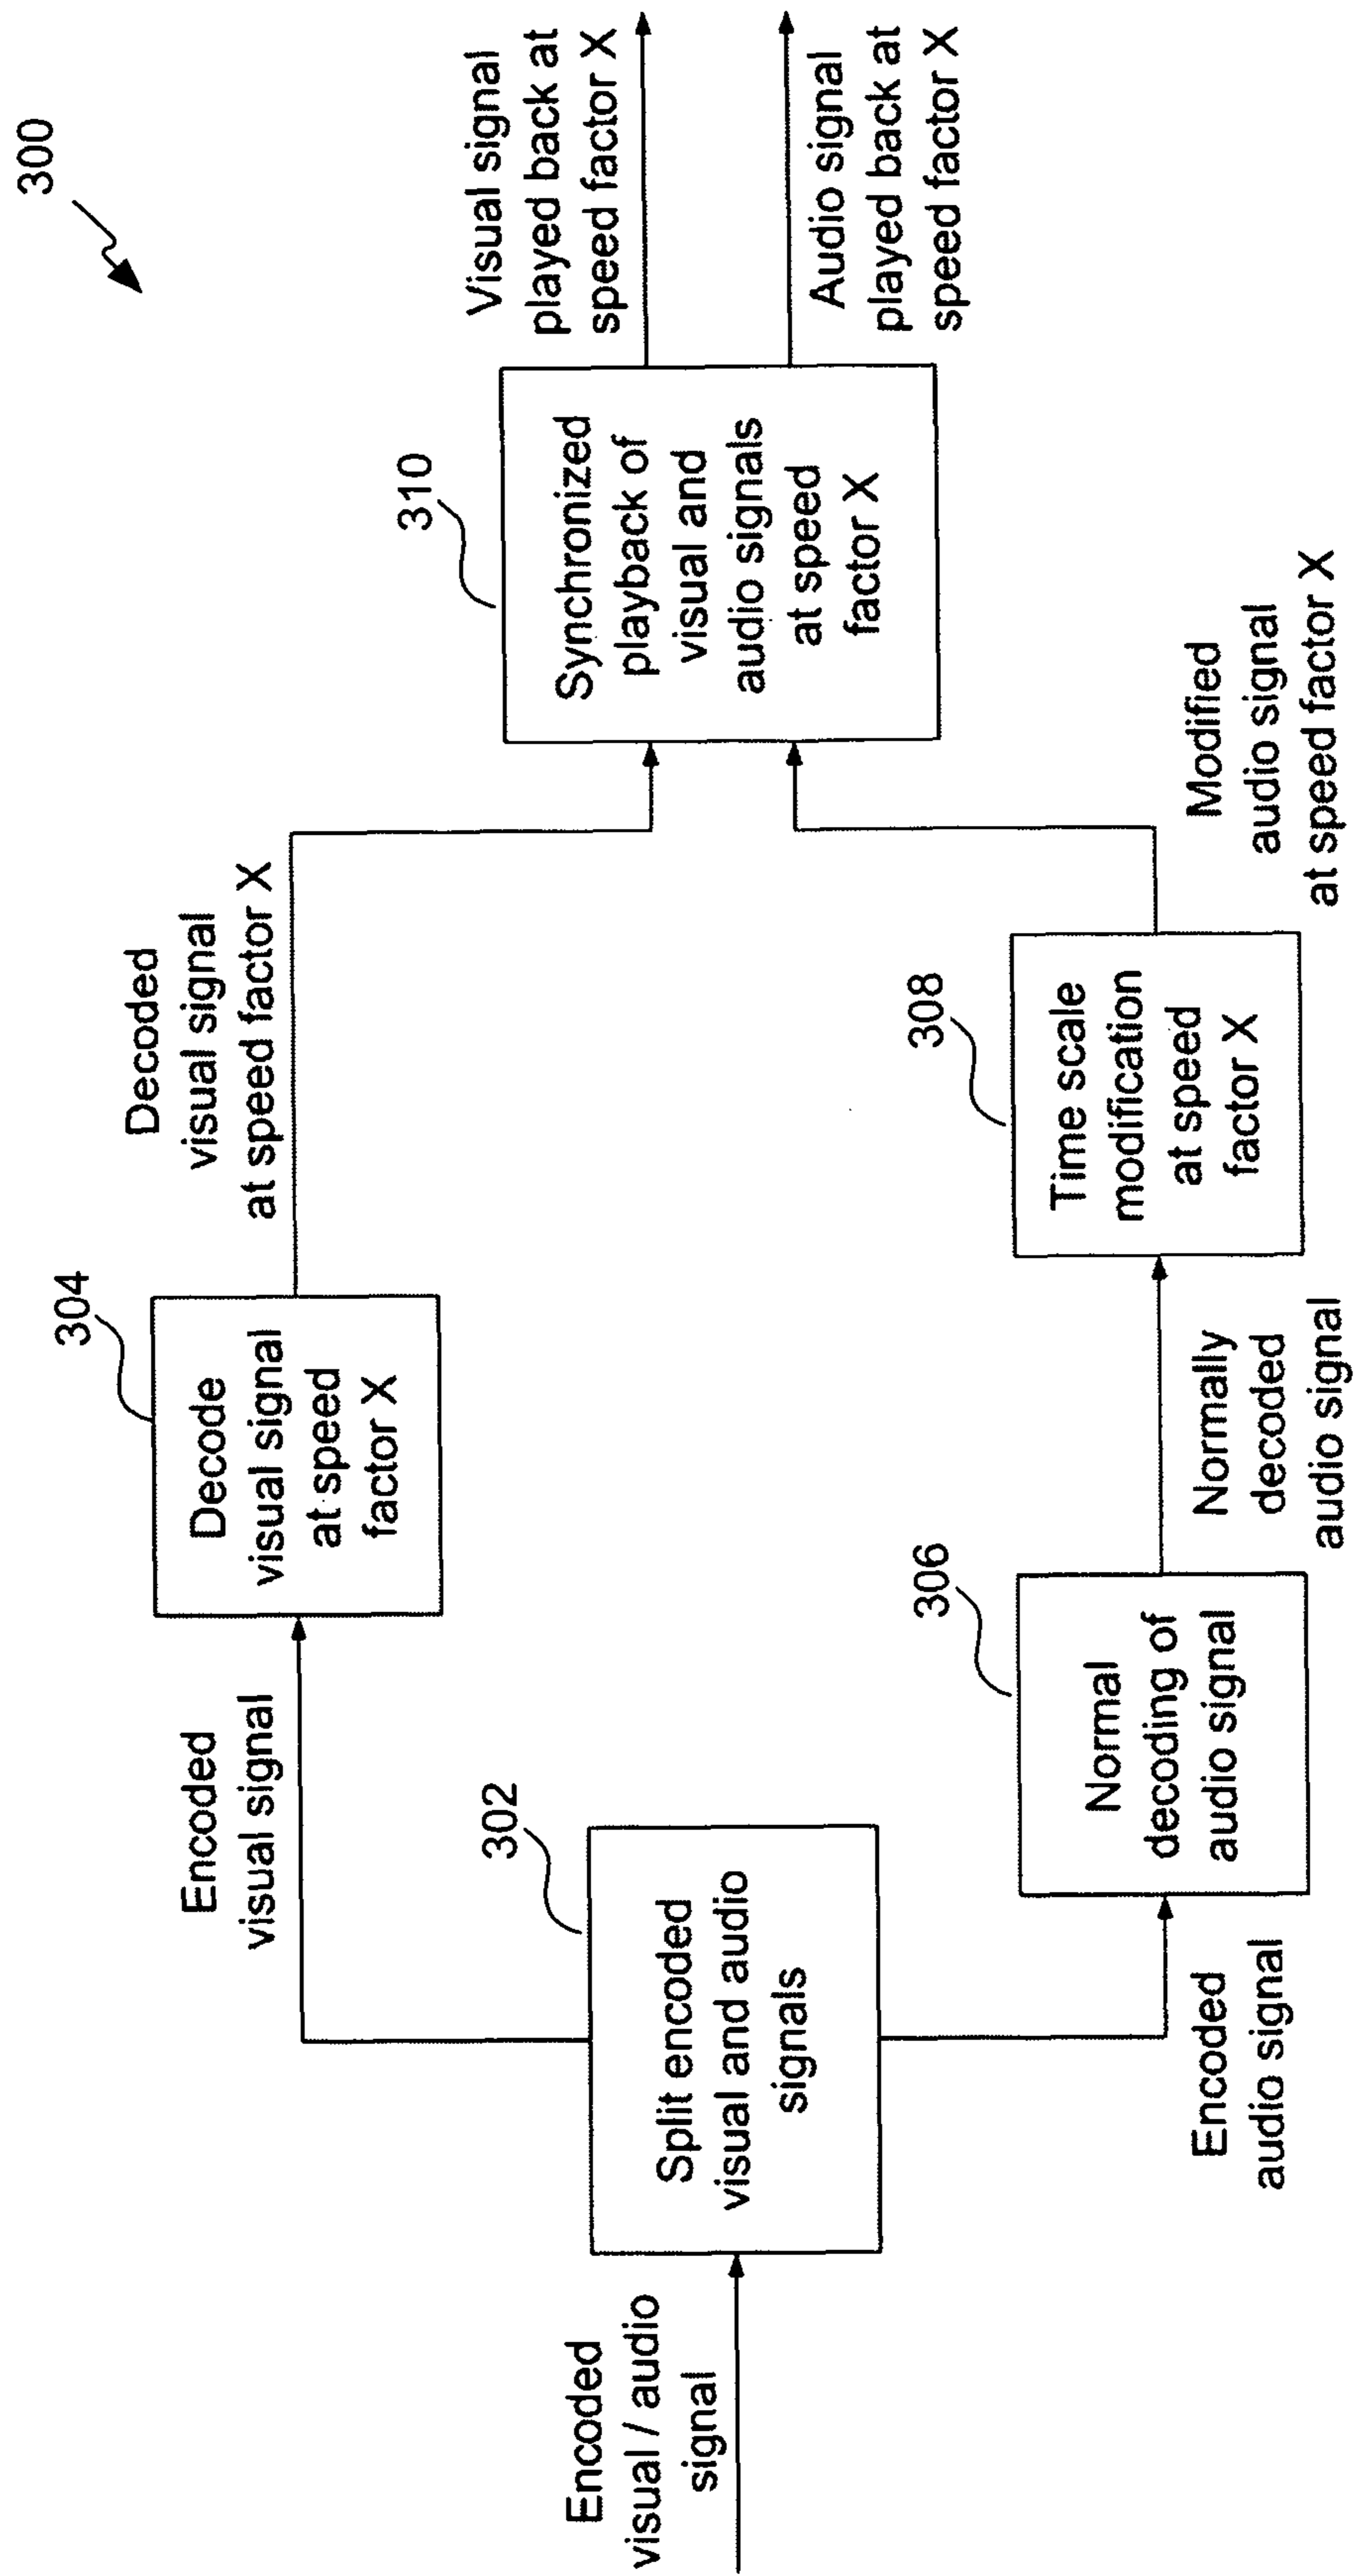 300
Encoded
visual / audio
signal
302
Split encoded
visual and audio
signals
Encoded
visual signal
304
Decode
visual signal
at speed
factor X
Decoded
visual signal
at speed factor X
Encoded
audio signal
306
Normal
decoding of
audio signal
Normally
decoded
audio signal
308
Time scale
modification
at speed
factor X
Modified
audio signal
at speed factor X
310
Synchronized
playback of
visual and
audio signals
at speed
factor X
Visual signal
played back at
speed factor X
Audio signal
played back at
speed factor X